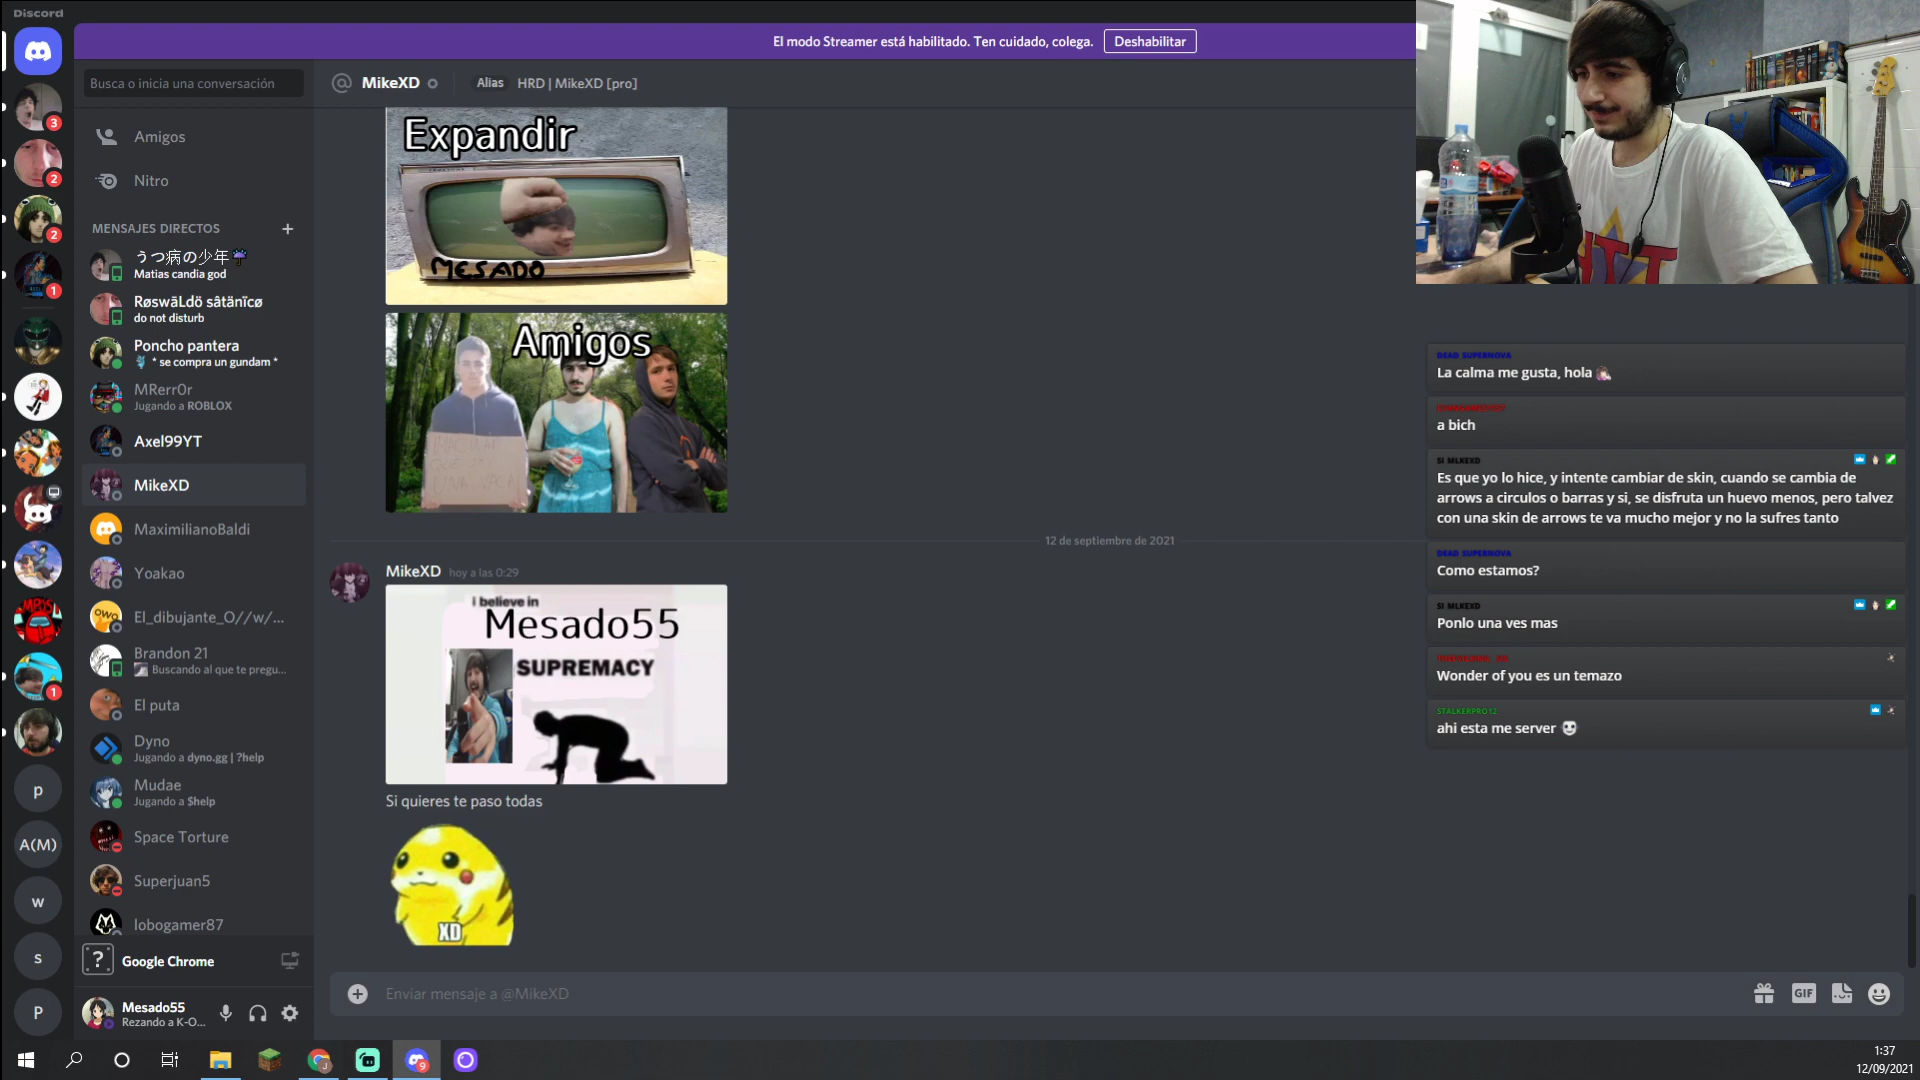 Discord
El modo Streamer está habilitado. Ten cuidado, colega.
Deshabilitar
Busca o inicia una conversación
MikeXD
Alias
HRD | MikeXD [pro]
3
2
2
1
1
p
A(M)
w
s
P
Amigos
Nitro
MENSAJES DIRECTOS
うつ病の少年
Matias candia god
RøswāLdö sâtänīcø
do not disturb
Poncho pantera
* se compra un gundam *
MRerr0r
Jugando a ROBLOX
Axel99YT
MikeXD
MaximilianoBaldi
Yoakao
El_dibujante_O//w/...
Brandon 21
Buscando al que te pregu...
El puta
Dyno
Jugando a dyno.gg | ?help
Mudae
Jugando a $help
Space Torture
Superjuan5
lobogamer87
Google Chrome
Mesado55
Rezando a K-O...
Expandir
MESADO
Amigos
12 de septiembre de 2021
MikeXD
hoy a las 0:29
i believe in
Mesado55
SUPREMACY
Si quieres te paso todas
XD
Enviar mensaje a @MikeXD
GIF
DEAD SUPERNOVA
La calma me gusta, hola
a bich
SI MLKEXD
Es que yo lo hice, y intente cambiar de skin, cuando se cambia de
arrows a circulos o barras y si, se disfruta un huevo menos, pero talvez
con una skin de arrows te va mucho mejor y no la sufres tanto
DEAD SUPERNOVA
Como estamos?
SI MLKEXD
Ponlo una ves mas
Wonder of you es un temazo
STALKERPRO12
ahi esta me server
9
1:37
12/09/2021